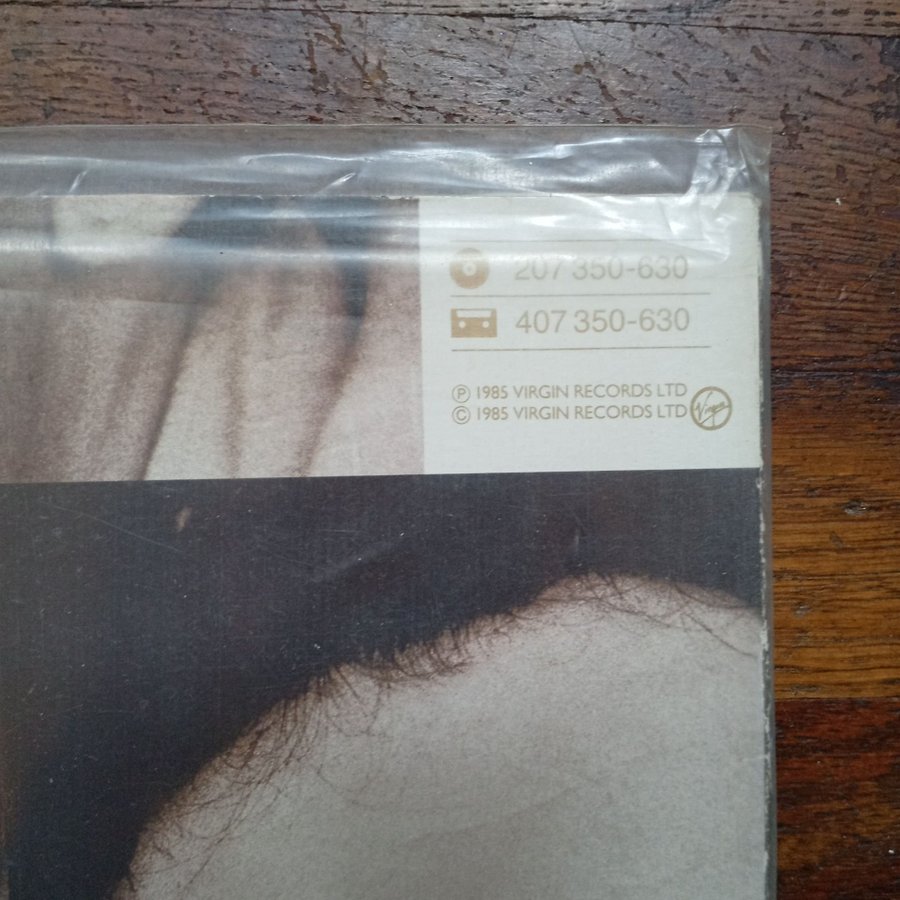 207 350-630
407 350-630
Ⓟ 1985 VIRGIN RECORDS LTD
© 1985 VIRGIN RECORDS LTD
Virgin